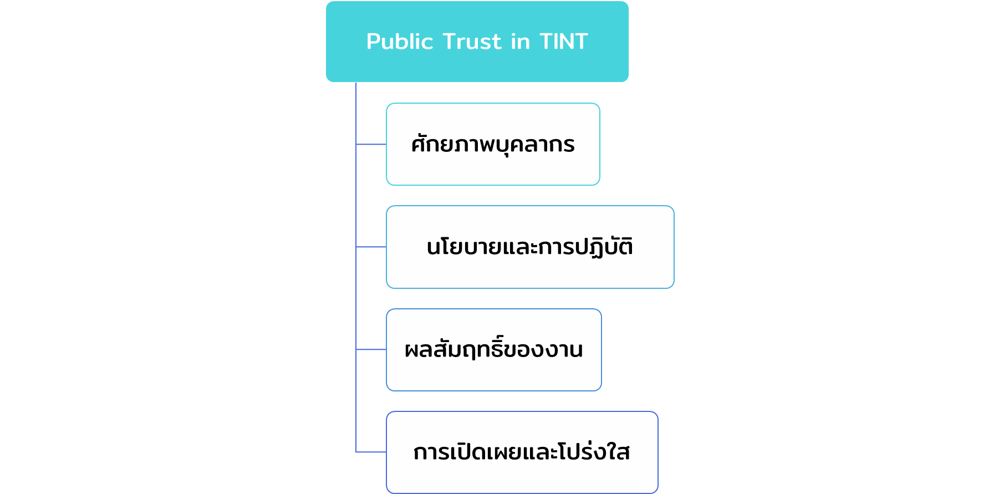 Public Trust in TINT
ศักยภาพบุคลากร
นโยบายและการปฏิบัติ
ผลสัมฤทธิ์ของงาน
การเปิดเผยและโปร่งใส